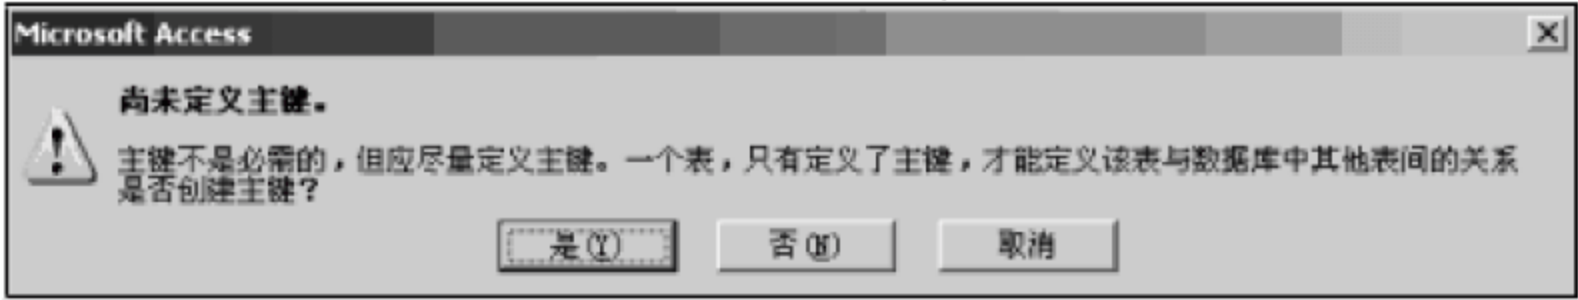 Microsoft Access
尚未定义主键。
主键不是必需的，但应尽量定义主键。一个表，只有定义了主键，才能定义该表与数据库中其他表间的关系
是否创建主键？
是(Y) 否(N) 取消